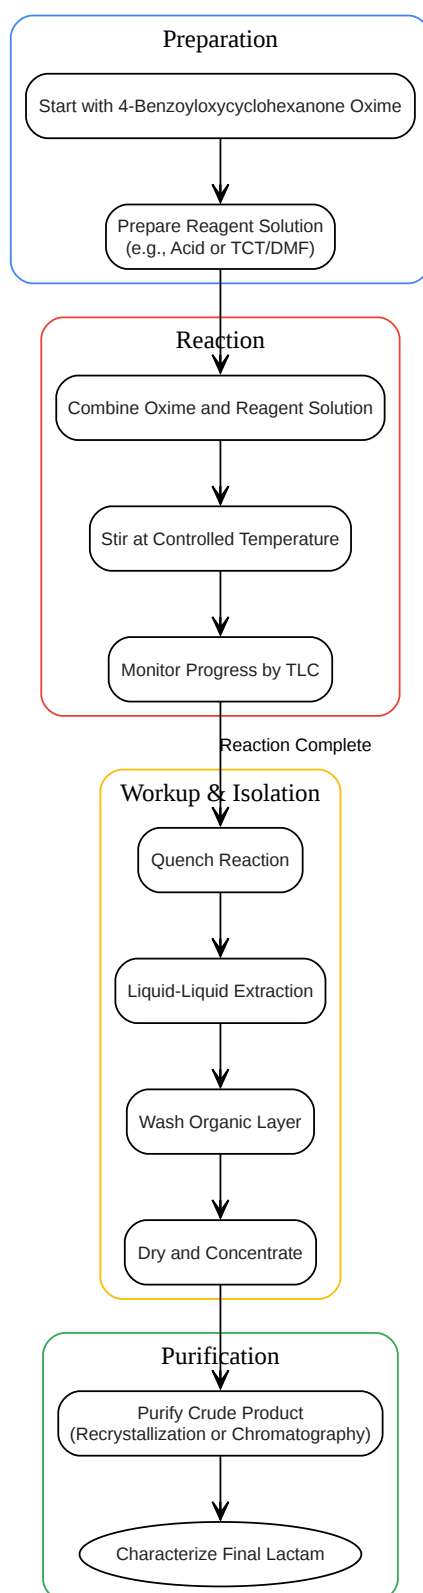 Preparation
Start with 4-Benzoyloxycyclohexanone Oxime
Prepare Reagent Solution
(e.g., Acid or TCT/DMF)
Reaction
Combine Oxime and Reagent Solution
Stir at Controlled Temperature
Monitor Progress by TLC
Reaction Complete
Workup & Isolation
Quench Reaction
Liquid-Liquid Extraction
Wash Organic Layer
Dry and Concentrate
Purification
Purify Crude Product
(Recrystallization or Chromatography)
Characterize Final Lactam